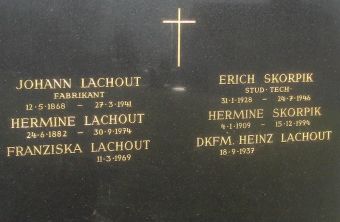 JOHANN LACHOUT
FABRIKANT
12·5·1868 – 27·3·1941
HERMINE LACHOUT
24·6·1882 – 30·9·1974
FRANZISKA LACHOUT
11·3·1969
ERICH SKORPIK
STUD·TECH·
31·1·1928 – 24·7·1946
HERMINE SKORPIK
4·1·1909 – 15·12·1994
DKFM. HEINZ LACHOUT
18·9·1937